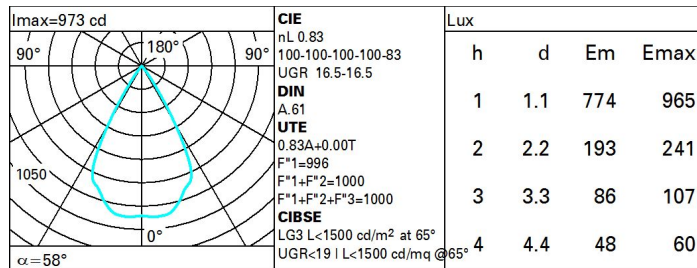 Imax=973 cd
90°
180°
90°
1050
0°
α=58°
CIE
nL 0.83
100-100-100-100-83
UGR 16.5-16.5
DIN
A.61
UTE
0.83A+0.00T
F"1=996
F"1+F"2=1000
F"1+F"2+F"3=1000
CIBSE
LG3 L<1500 cd/m² at 65°
UGR<19 | L<1500 cd/mq @65°
Lux
h d Em Emax
1 1.1 774 965
2 2.2 193 241
3 3.3 86 107
4 4.4 48 60